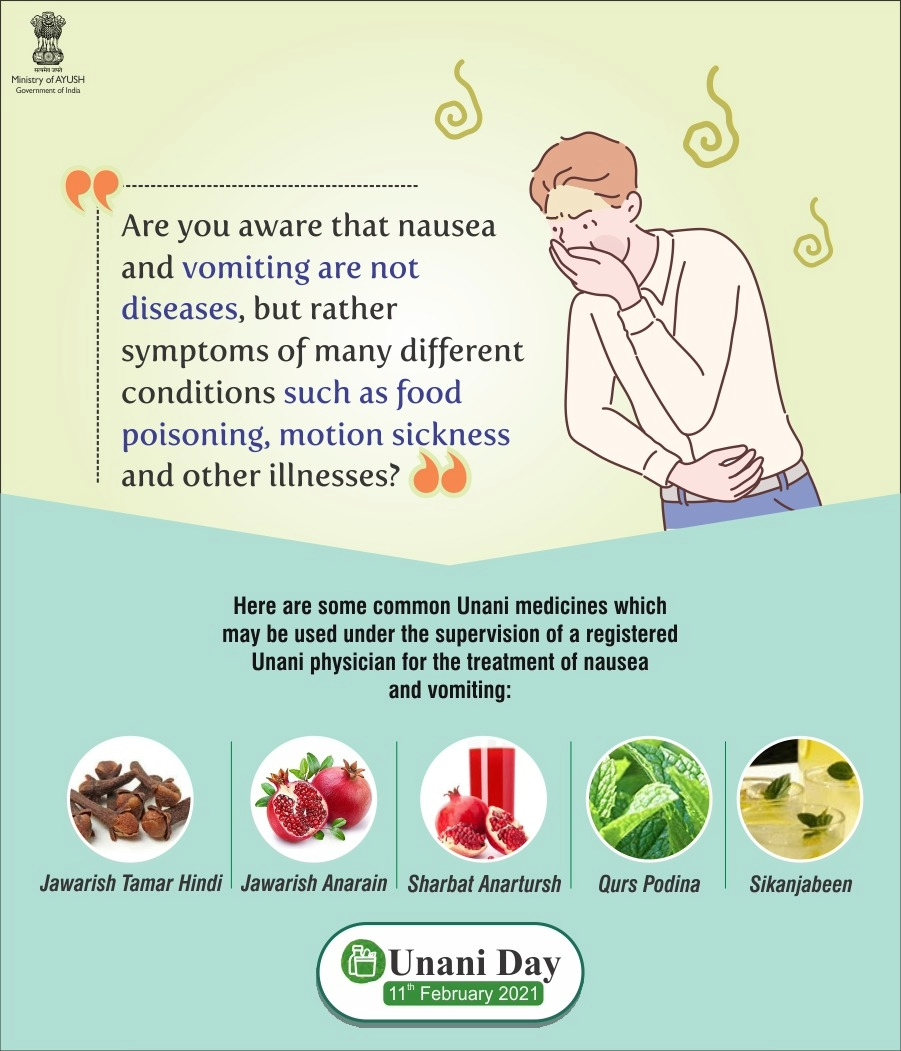 सत्यमेव जयते
Ministry of AYUSH
Government of India
Are you aware that nausea
and vomiting are not
diseases, but rather
symptoms of many different
conditions such as food
poisoning, motion sickness
and other illnesses?
Here are some common Unani medicines which
may be used under the supervision of a registered
Unani physician for the treatment of nausea
and vomiting:
Jawarish Tamar Hindi
Jawarish Anarain
Sharbat Anartursh
Qurs Podina
Sikanjabeen
Unani Day
11th February 2021